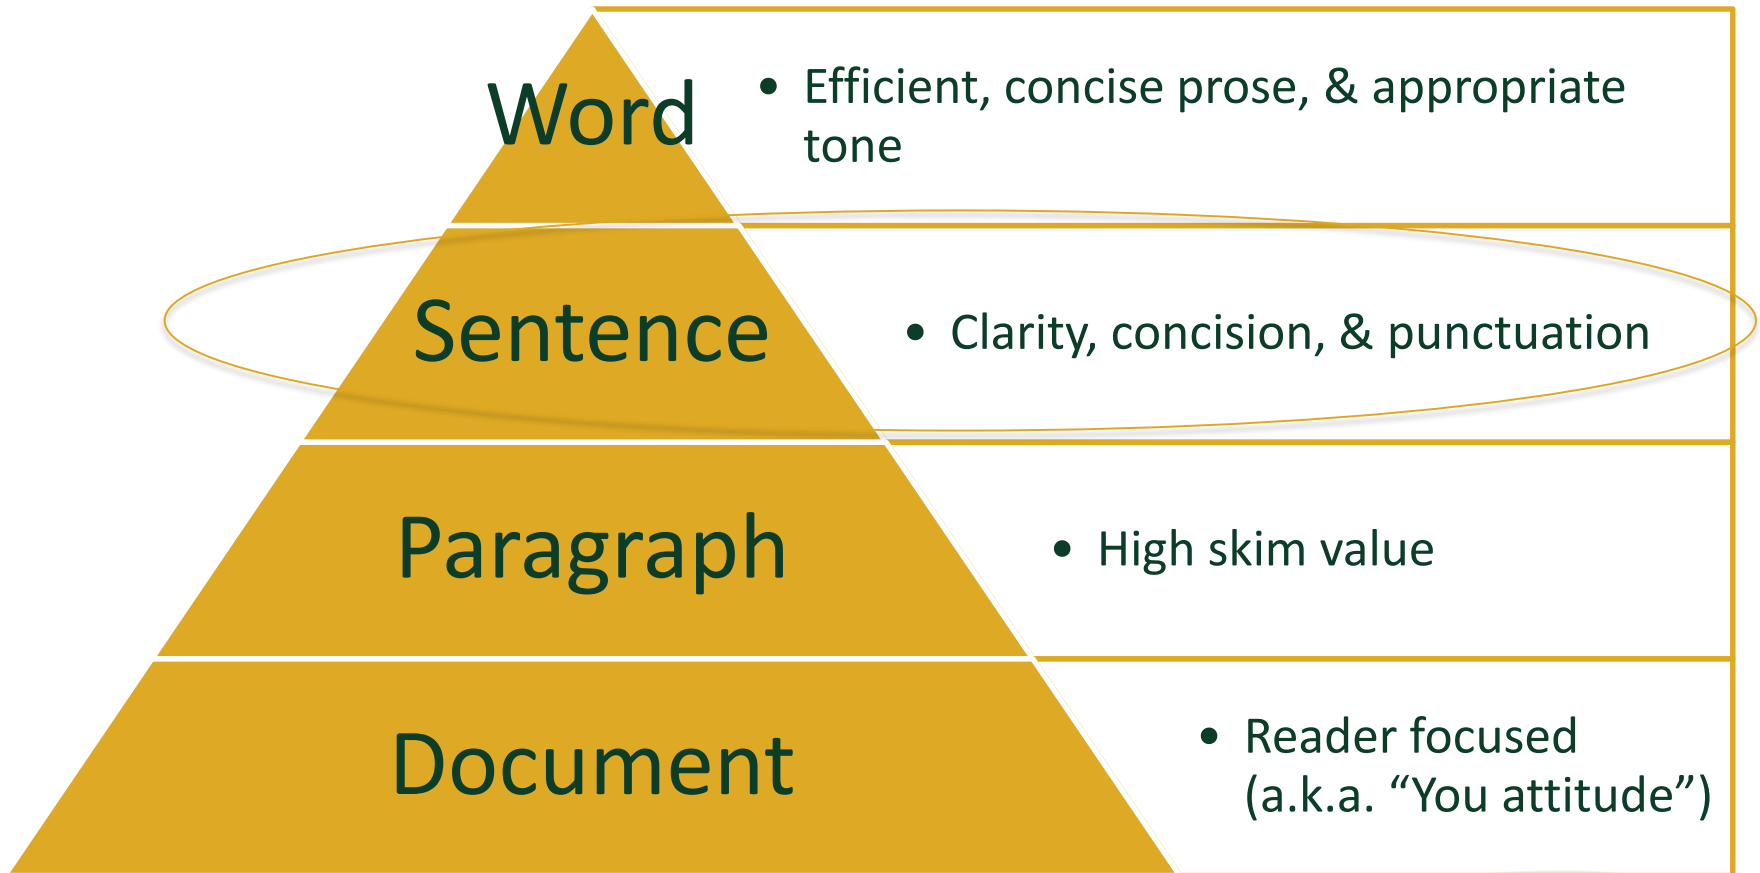 Word
• Efficient, concise prose, & appropriate
tone
Sentence
• Clarity, concision, & punctuation
Paragraph
• High skim value
Document
• Reader focused
(a.k.a. “You attitude”)